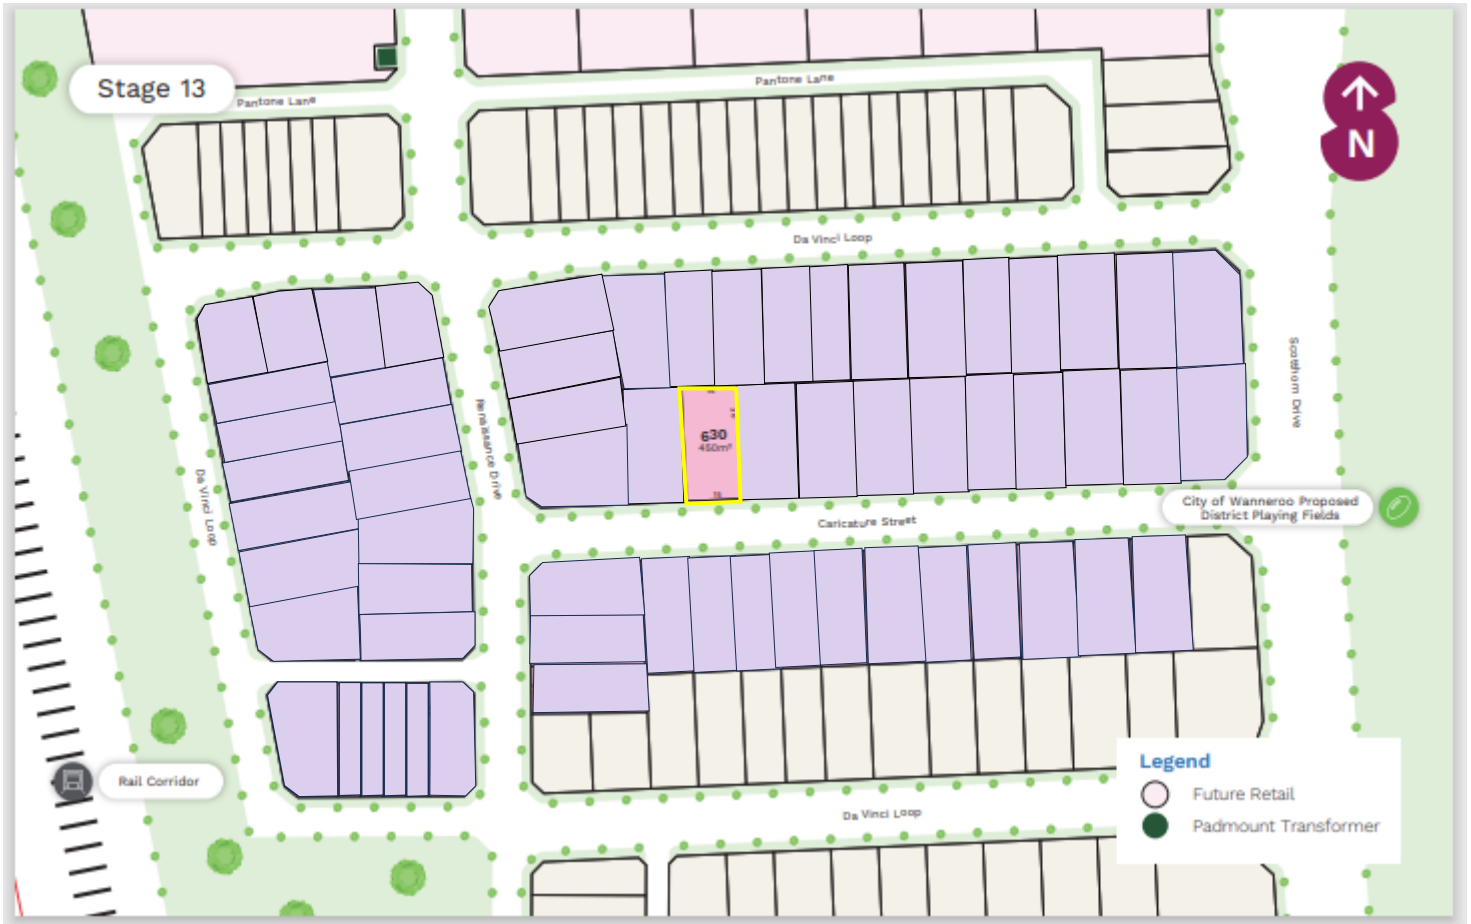 Stage 13
Pantone Lane
Pantone Lane
N
Da Vinci Loop
Scotthorn Drive
Renaissance Drive
630
450m²
Da Vinci Loop
City of Wanneroo Proposed
District Playing Fields
Caricature Street
Rail Corridor
Legend
Future Retail
Padmount Transformer
Da Vinci Loop